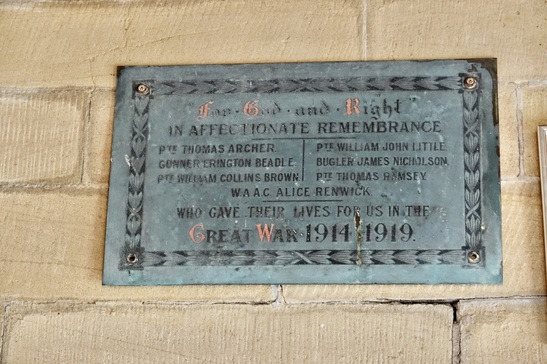 For · God · and · Right"
IN AFFECTIONATE REMEMBRANCE
PTE THOMAS ARCHER. PTE WILLIAM JOHN LITTLE
GUNNER ERINGTON BEADLE. BUGLER JAMES NICHOLSON.
PTE WILLIAM COLLINS BROWN. PTE THOMAS RAMSEY.
W.A.A.C. ALICE RENWICK.
WHO GAVE THEIR LIVES FOR US IN THE
GREAT WAR · 1914 · 1919.